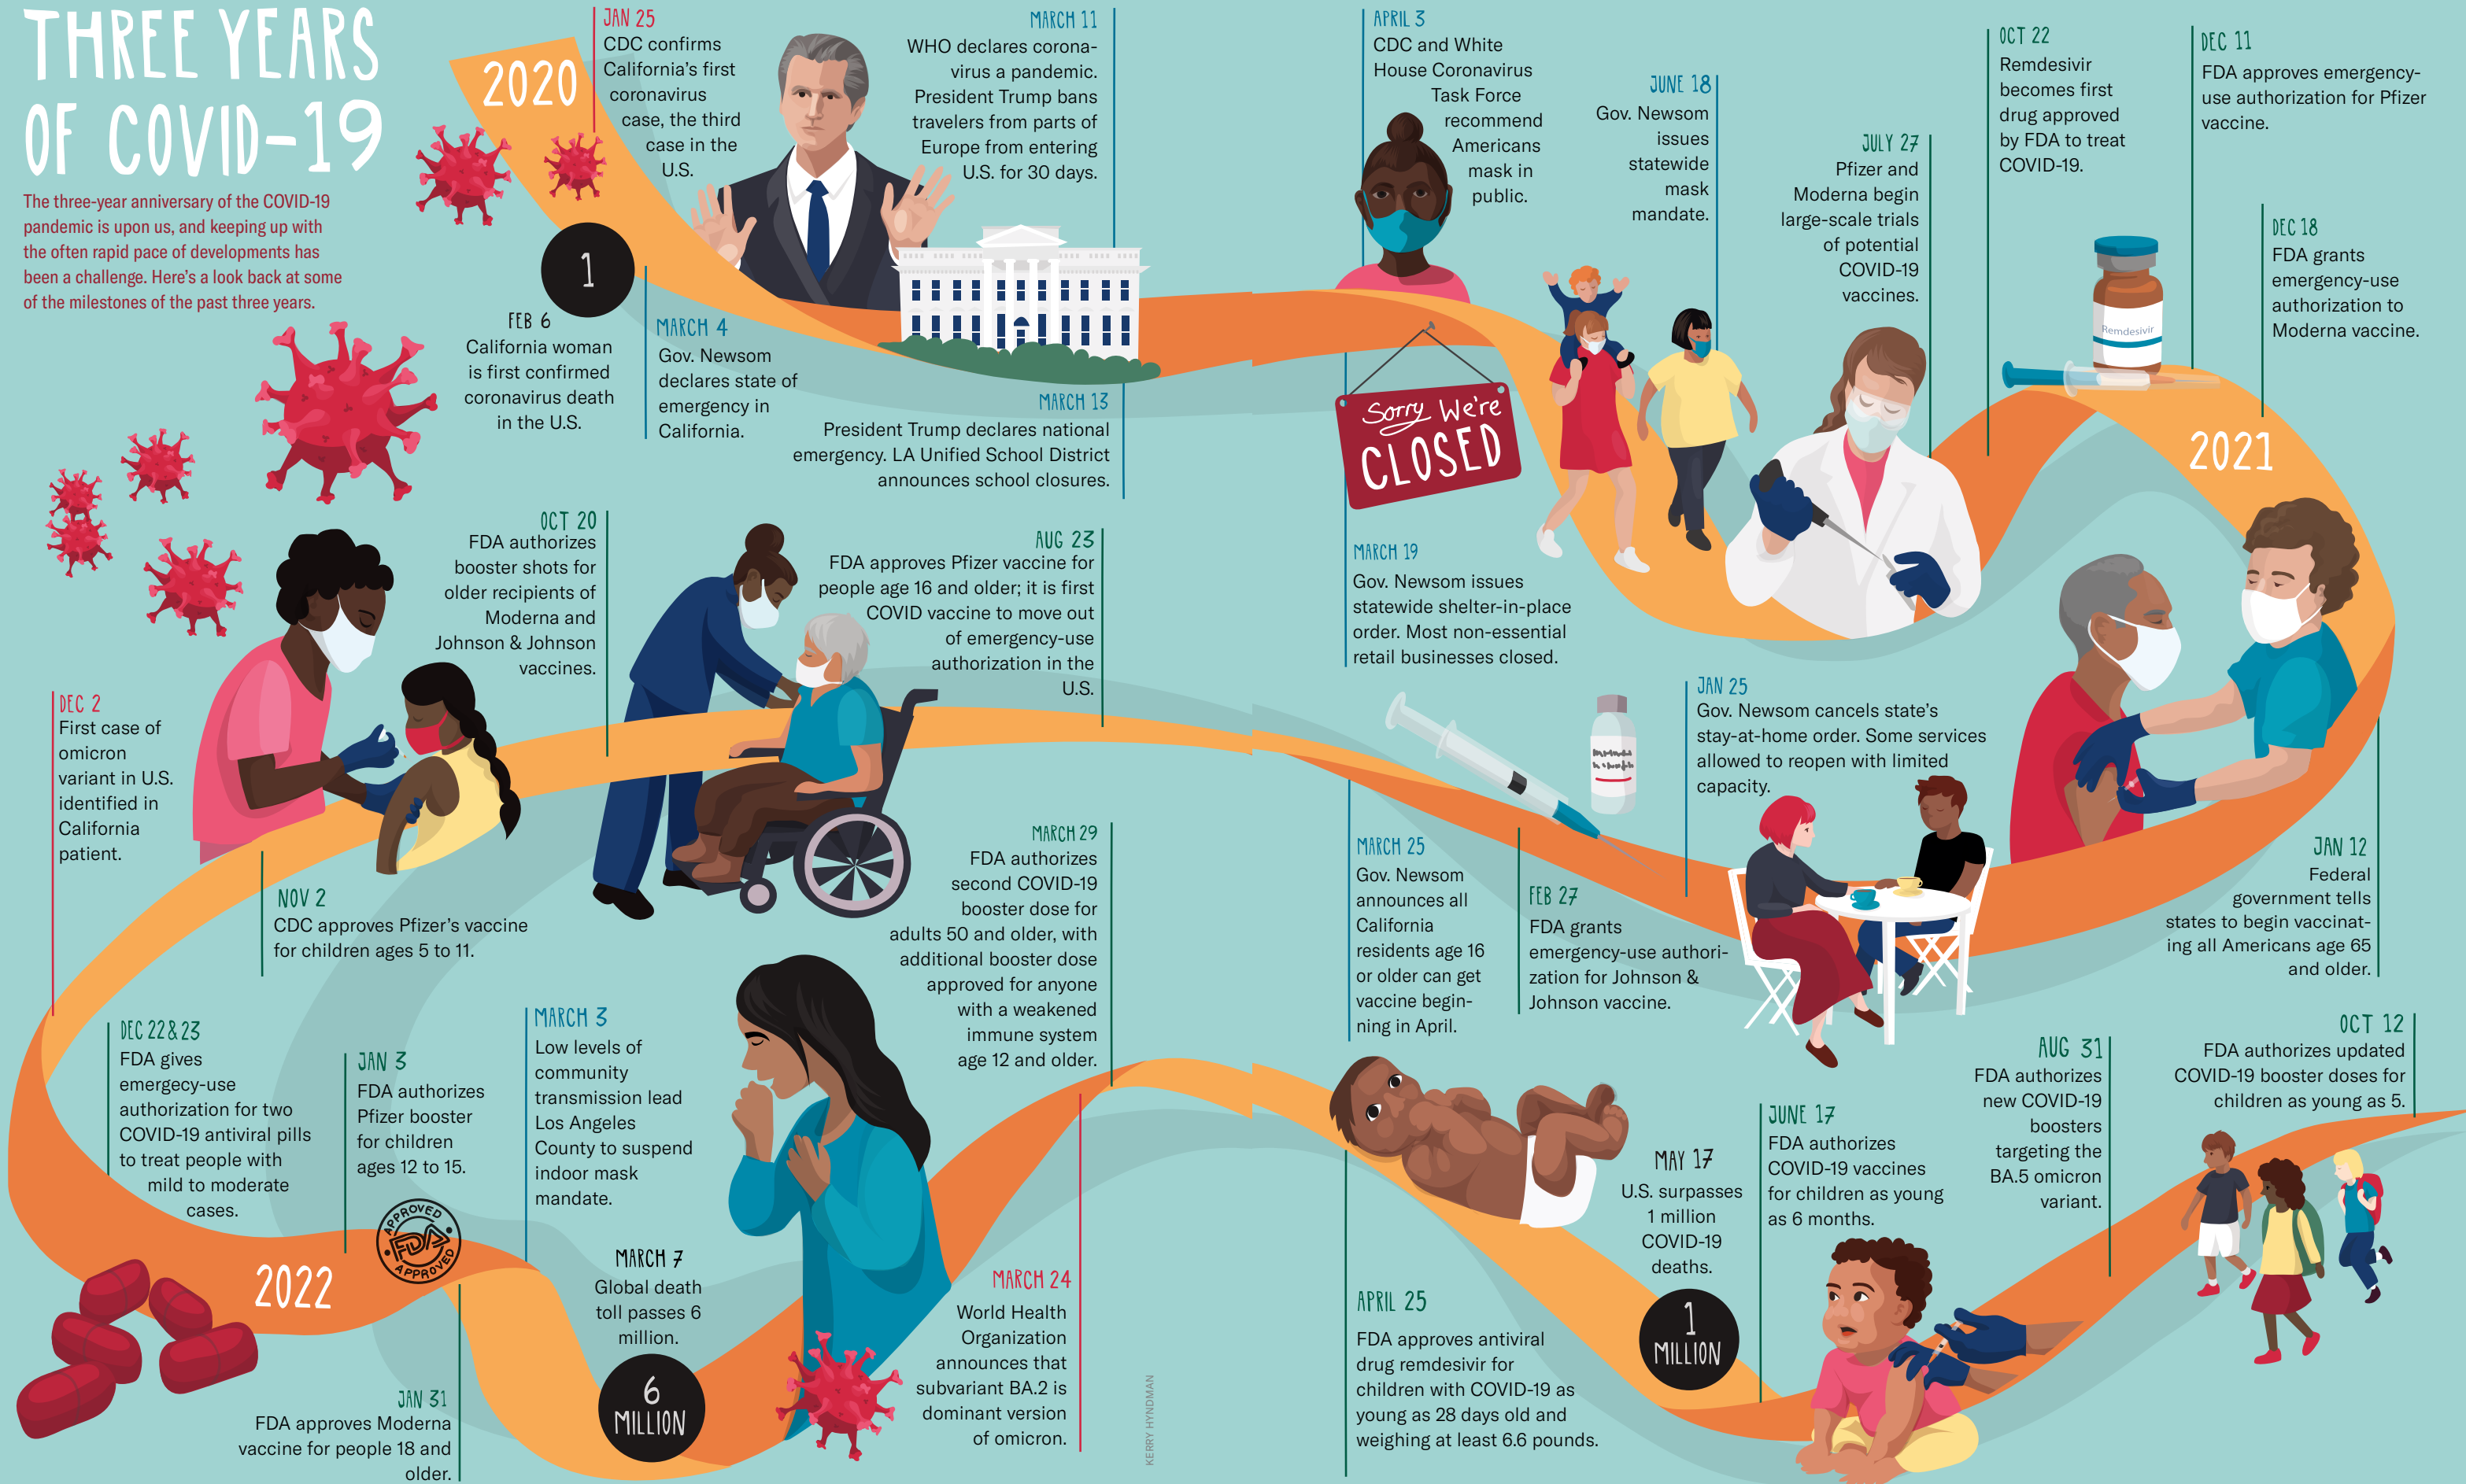 THREE YEARS
OF COVID-19
The three-year anniversary of the COVID-19
pandemic is upon us, and keeping up with
the often rapid pace of developments has
been a challenge. Here's a look back at some
of the milestones of the past three years.
2020
JAN 25
CDC confirms
California's first
coronavirus
case, the third
case in the
U.S.
1
FEB 6
California woman
is first confirmed
coronavirus death
in the U.S.
MARCH 4
Gov. Newsom
declares state of
emergency in
California.
MARCH 11
WHO declares corona-
virus a pandemic.
President Trump bans
travelers from parts of
Europe from entering
U.S. for 30 days.
MARCH 13
President Trump declares national
emergency. LA Unified School District
announces school closures.
Sorry We're
CLOSED
MARCH 19
Gov. Newsom issues
statewide shelter-in-place
order. Most non-essential
retail businesses closed.
APRIL 3
CDC and White
House Coronavirus
Task Force
recommend
Americans
mask in
public.
JUNE 18
Gov. Newsom
issues
statewide
mask
mandate.
JULY 27
Pfizer and
Moderna begin
large-scale trials
of potential
COVID-19
vaccines.
OCT 22
Remdesivir
becomes first
drug approved
by FDA to treat
COVID-19.
Remdesivir
DEC 11
FDA approves emergency-
use authorization for Pfizer
vaccine.
DEC 18
FDA grants
emergency-use
authorization to
Moderna vaccine.
2021
JAN 12
Federal
government tells
states to begin vaccinat-
ing all Americans age 65
and older.
JAN 25
Gov. Newsom cancels state's
stay-at-home order. Some services
allowed to reopen with limited
capacity.
FEB 27
FDA grants
emergency-use authori-
zation for Johnson &
Johnson vaccine.
MARCH 25
Gov. Newsom
announces all
California
residents age 16
or older can get
vaccine begin-
ning in April.
AUG 23
FDA approves Pfizer vaccine for
people age 16 and older; it is first
COVID vaccine to move out
of emergency-use
authorization in the
U.S.
OCT 20
FDA authorizes
booster shots for
older recipients of
Moderna and
Johnson & Johnson
vaccines.
NOV 2
CDC approves Pfizer's vaccine
for children ages 5 to 11.
DEC 2
First case of
omicron
variant in U.S.
identified in
California
patient.
DEC 22&23
FDA gives
emergecy-use
authorization for two
COVID-19 antiviral pills
to treat people with
mild to moderate
cases.
2022
JAN 3
FDA authorizes
Pfizer booster
for children
ages 12 to 15.
APPROVED
FDA
APPROVED
JAN 31
FDA approves Moderna
vaccine for people 18 and
older.
MARCH 3
Low levels of
community
transmission lead
Los Angeles
County to suspend
indoor mask
mandate.
MARCH 7
Global death
toll passes 6
million.
6
MILLION
MARCH 24
World Health
Organization
announces that
subvariant BA.2 is
dominant version
of omicron.
MARCH 29
FDA authorizes
second COVID-19
booster dose for
adults 50 and older, with
additional booster dose
approved for anyone
with a weakened
immune system
age 12 and older.
APRIL 25
FDA approves antiviral
drug remdesivir for
children with COVID-19 as
young as 28 days old and
weighing at least 6.6 pounds.
MAY 17
U.S. surpasses
1 million
COVID-19
deaths.
1
MILLION
JUNE 17
FDA authorizes
COVID-19 vaccines
for children as young
as 6 months.
AUG 31
FDA authorizes
new COVID-19
boosters
targeting the
BA.5 omicron
variant.
OCT 12
FDA authorizes updated
COVID-19 booster doses for
children as young as 5.
KERRY HYNDMAN